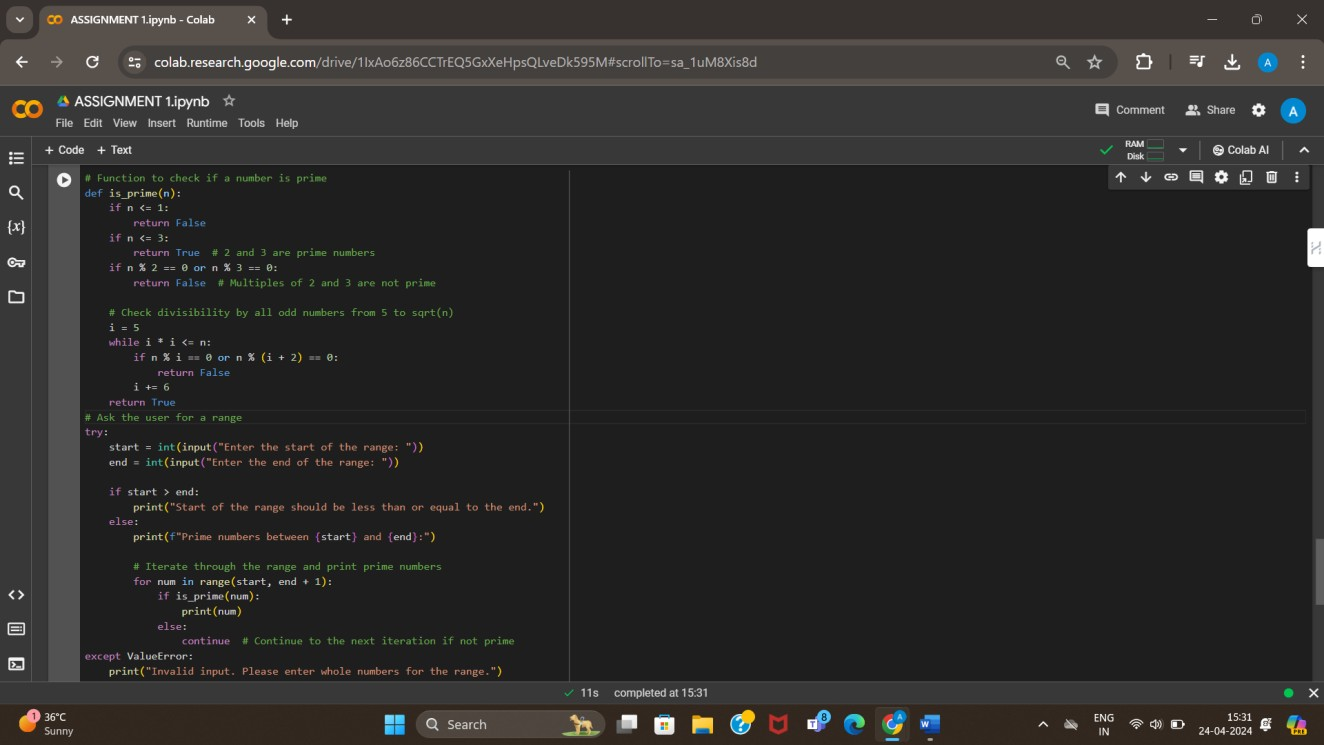 ASSIGNMENT 1.ipynb - Colab
colab.research.google.com/drive/1IxAo6z86CCTrEQ5GxXeHpsQLveDk595M#scrollTo=sa_1uM8Xis8d
A
ASSIGNMENT 1.ipynb
Comment
Share
A
File Edit View Insert Runtime Tools Help
+ Code + Text
RAM
Disk
Colab AI
# Function to check if a number is prime
def is_prime(n):
    if n <= 1:
        return False
    if n <= 3:
        return True  # 2 and 3 are prime numbers
    if n % 2 == 0 or n % 3 == 0:
        return False  # Multiples of 2 and 3 are not prime
    # Check divisibility by all odd numbers from 5 to sqrt(n)
    i = 5
    while i * i <= n:
        if n % i == 0 or n % (i + 2) == 0:
            return False
        i += 6
    return True
# Ask the user for a range
try:
    start = int(input("Enter the start of the range: "))
    end = int(input("Enter the end of the range: "))
    if start > end:
        print("Start of the range should be less than or equal to the end.")
    else:
        print(f"Prime numbers between {start} and {end}:")
        # Iterate through the range and print prime numbers
        for num in range(start, end + 1):
            if is_prime(num):
                print(num)
            else:
                continue  # Continue to the next iteration if not prime
except ValueError:
    print("Invalid input. Please enter whole numbers for the range.")
11s completed at 15:31
1
36°C
Sunny
Search
8
A
W
ENG
IN
15:31
24-04-2024
PRE